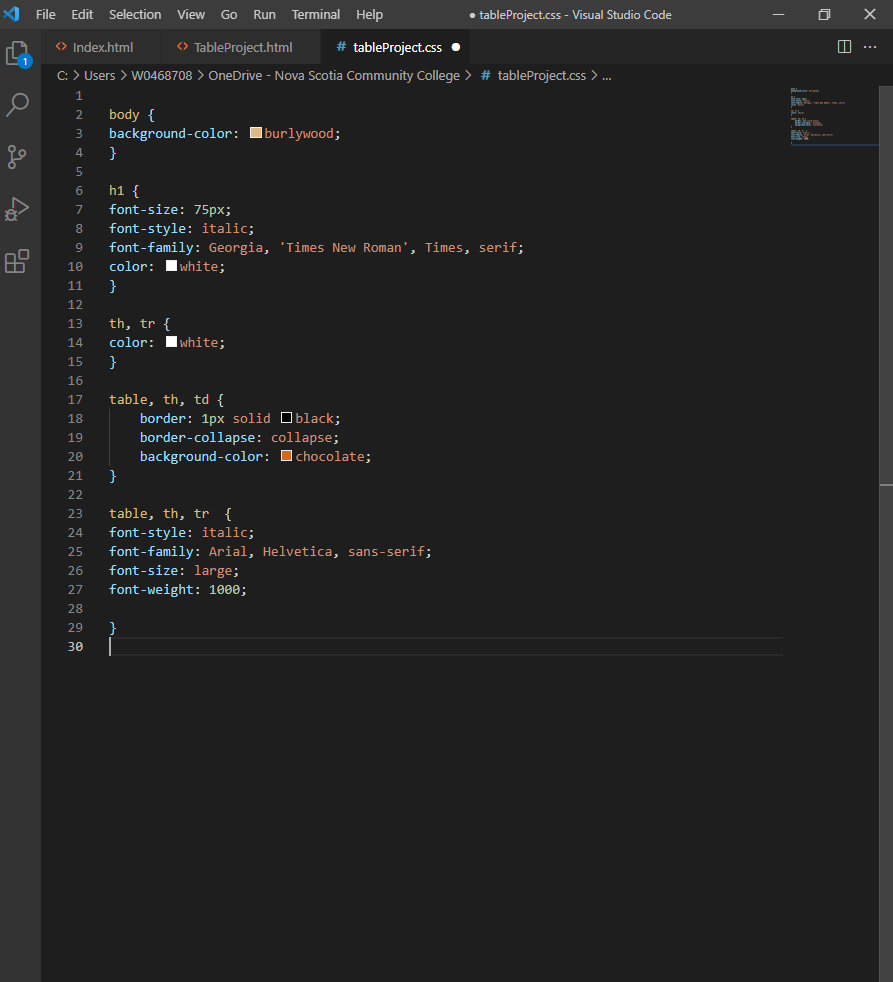 File Edit Selection View Go Run Terminal Help ● tableProject.css - Visual Studio Code
Index.html TableProject.html # tableProject.css ●
C: > Users > W0468708 > OneDrive - Nova Scotia Community College > # tableProject.css > ...
1
1
2 body {
3 background-color: burlywood;
4 }
5
6 h1 {
7 font-size: 75px;
8 font-style: italic;
9 font-family: Georgia, 'Times New Roman', Times, serif;
10 color: white;
11 }
12
13 th, tr {
14 color: white;
15 }
16
17 table, th, td {
18     border: 1px solid black;
19     border-collapse: collapse;
20     background-color: chocolate;
21 }
22
23 table, th, tr  {
24 font-style: italic;
25 font-family: Arial, Helvetica, sans-serif;
26 font-size: large;
27 font-weight: 1000;
28
29 }
30